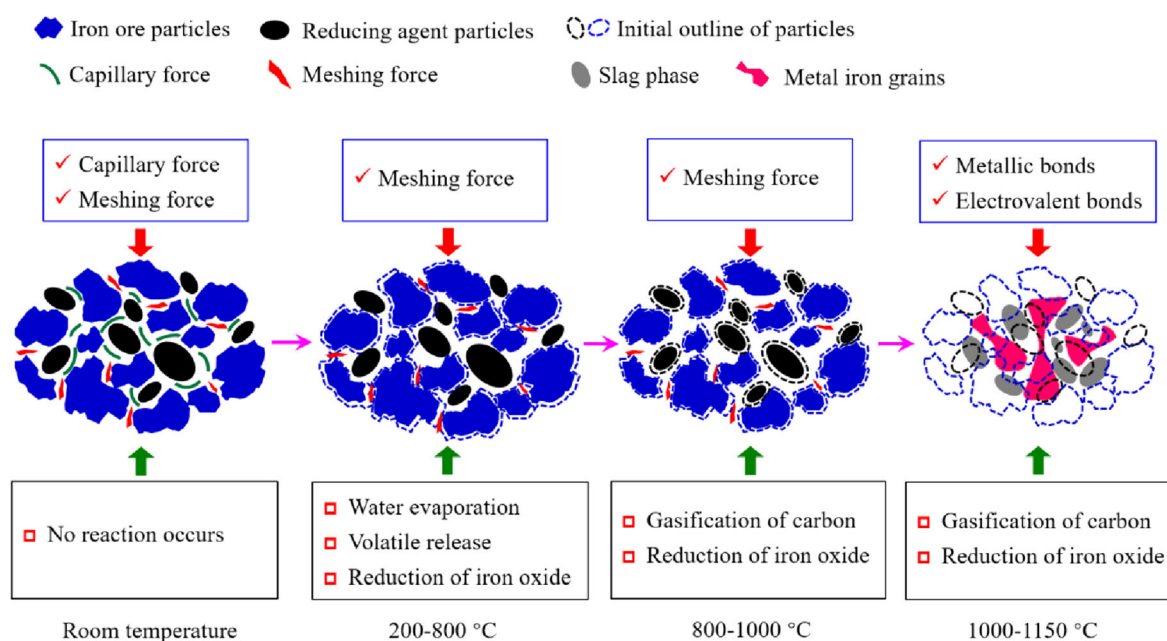 Iron ore particles
Reducing agent particles
Initial outline of particles
Capillary force
Meshing force
Slag phase
Metal iron grains
✓ Capillary force
✓ Meshing force
✓ Meshing force
✓ Meshing force
✓ Metallic bonds
✓ Electrovalent bonds
No reaction occurs
Water evaporation
Volatile release
Reduction of iron oxide
Gasification of carbon
Reduction of iron oxide
Gasification of carbon
Reduction of iron oxide
Room temperature
200-800 °C
800-1000 °C
1000-1150 °C